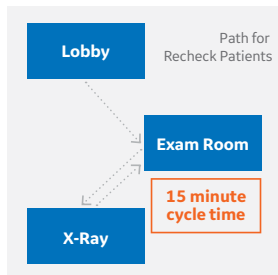 Lobby
Path for
Recheck Patients
Exam Room
15 minute
cycle time
X-Ray